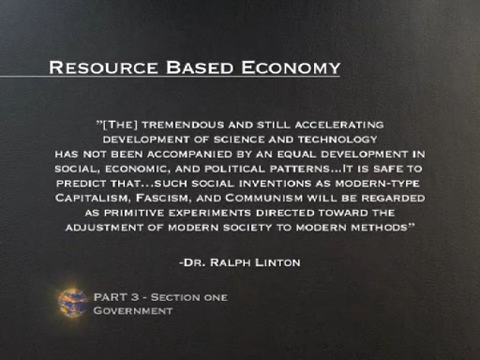 Resource Based Economy
"[The] tremendous and still accelerating
development of science and technology
has not been accompanied by an equal development in
social, economic, and political patterns...It is safe to
predict that...such social inventions as modern-type
Capitalism, Fascism, and Communism will be regarded
as primitive experiments directed toward the
adjustment of modern society to modern methods"
-Dr. Ralph Linton
PART 3 - Section one
Government